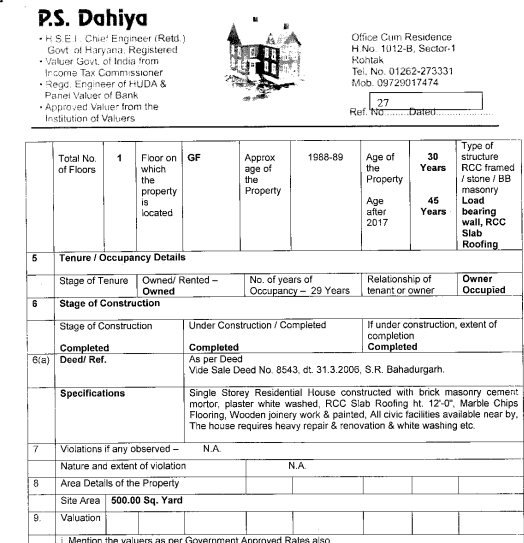 P.S. Dahiya
• H.S.E.I. Chief Engineer (Retd.)
Govt. of Haryana, Registered
• Valuer Govt. of India from
Income Tax Commissioner
• Regd. Engineer of HUDA &
Panel Valuer of Bank
• Approved Valuer from the
Institution of Valuers
Office Cum Residence
H.No. 1012-B, Sector-1
Rohtak
Tel. No. 01262-273331
Mob. 09729017474
27
Ref. No. Dated
Total No. of Floors
1
Floor on which the property is located
GF
Approx age of the Property
1988-89
Age of the Property
30 Years
Age after 2017
45 Years
Type of structure RCC framed / stone / BB masonry
Load bearing wall, RCC Slab Roofing
5 Tenure / Occupancy Details
Stage of Tenure
Owned/ Rented –
Owned
No. of years of
Occupancy – 29 Years
Relationship of
tenant or owner
Owner
Occupied
6 Stage of Construction
Stage of Construction
Completed
Under Construction / Completed
Completed
If under construction, extent of
completion
Completed
6(a) Deed/ Ref.
As per Deed
Vide Sale Deed No. 8543, dt. 31.3.2006, S.R. Bahadurgarh.
Specifications
Single Storey Residential House constructed with brick masonry cement
mortor, plaster white washed, RCC Slab Roofing ht. 12'-0", Marble Chips
Flooring, Wooden joinery work & painted, All civic facilities available near by,
The house requires heavy repair & renovation & white washing etc.
7 Violations if any observed – N.A.
Nature and extent of violation N.A.
8 Area Details of the Property
Site Area 500.00 Sq. Yard
9. Valuation
i. Mention the valuers as per Government Approved Rates also